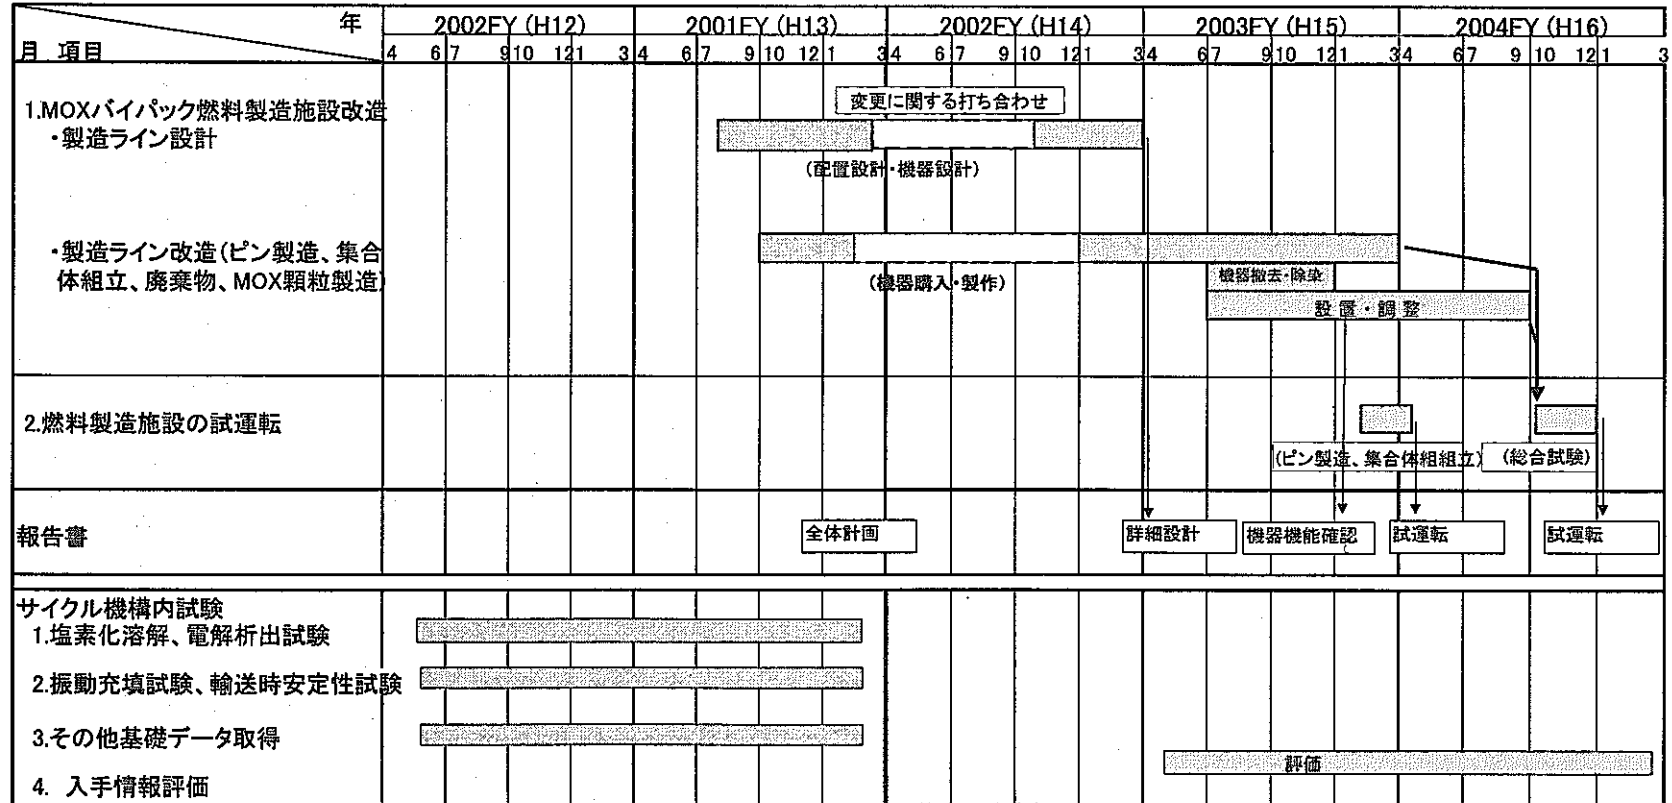 年
2002FY (H12) 2001FY (H13) 2002FY (H14) 2003FY (H15) 2004FY (H16)
月 項目
4 6 7 9 10 12 1 3 4 6 7 9 10 12 1 3 4 6 7 9 10 12 1 3 4 6 7 9 10 12 1 3 4 6 7 9 10 12 1 3
変更に関する打ち合わせ
1.MOXバイパック燃料製造施設改造
・製造ライン設計
(配置設計・機器設計)
・製造ライン改造(ピン製造、集合
体組立、廃棄物、MOX顆粒製造)
(機器購入・製作)
機器撤去・除染
設置・調整
2.燃料製造施設の試運転
(ピン製造、集合体組組立) (総合試験)
報告書
全体計画 詳細設計 機器機能確認 試運転 試運転
サイクル機構内試験
1.塩素化溶解、電解析出試験
2.振動充填試験、輸送時安定性試験
3.その他基礎データ取得
評価
4. 入手情報評価